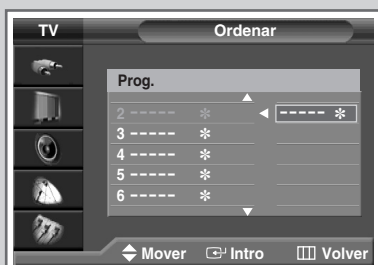 TV Ordenar
Prog.
2 ----- ✻ ◀ ----- ✻
3 ----- ✻
4 ----- ✻
5 ----- ✻
6 ----- ✻
Mover Intro Volver